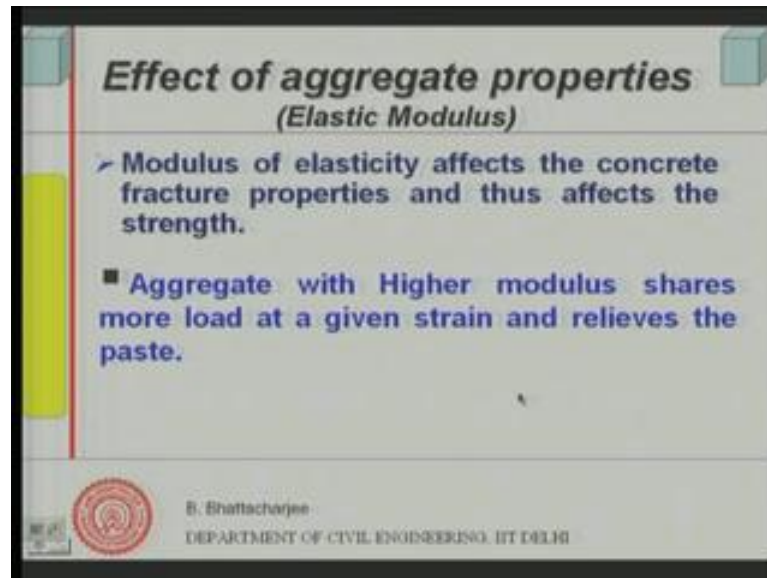 Effect of aggregate properties
(Elastic Modulus)
➢ Modulus of elasticity affects the concrete
fracture properties and thus affects the
strength.
▪ Aggregate with Higher modulus shares
more load at a given strain and relieves the
paste.
B. Bhattacharjee
DEPARTMENT OF CIVIL ENGINEERING, IIT DELHI